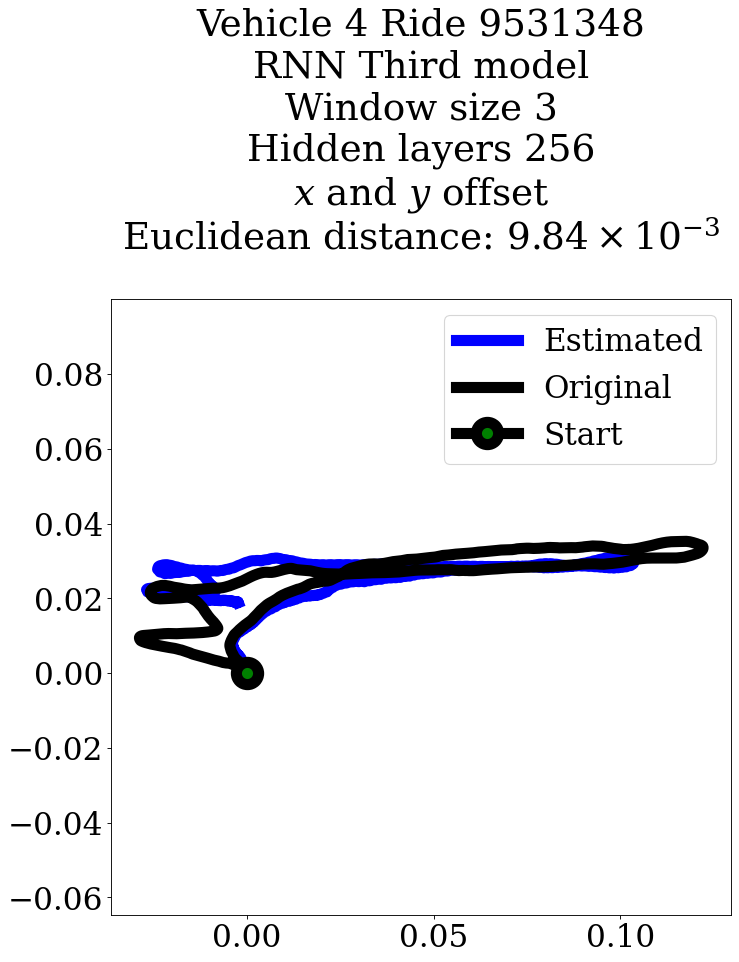 Vehicle 4 Ride 9531348
RNN Third model
Window size 3
Hidden layers 256
x and y offset
Euclidean distance: 9.84 × 10⁻³
Estimated
Original
Start
0.08
0.06
0.04
0.02
0.00
−0.02
−0.04
−0.06
0.00 0.05 0.10